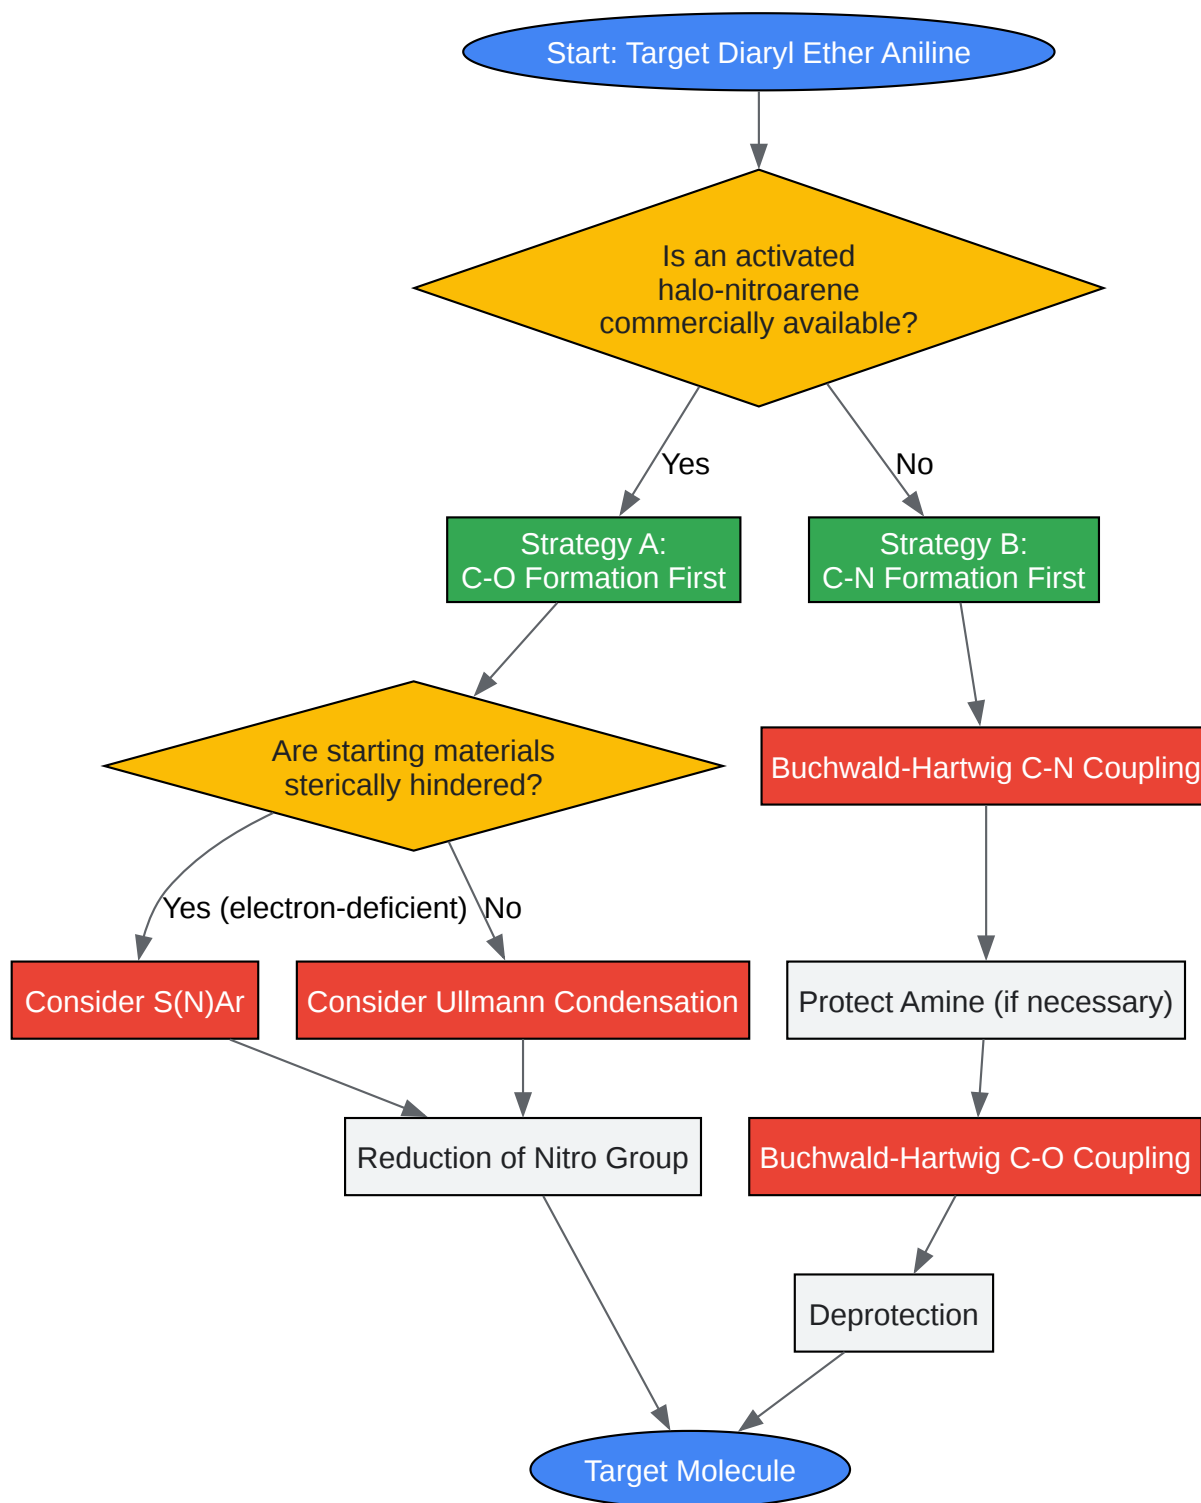 Start: Target Diaryl Ether Aniline
Is an activated
halo-nitroarene
commercially available?
Yes
No
Strategy A:
C-O Formation First
Strategy B:
C-N Formation First
Are starting materials
sterically hindered?
Buchwald-Hartwig C-N Coupling
Yes (electron-deficient)
No
Consider S(N)Ar
Consider Ullmann Condensation
Protect Amine (if necessary)
Reduction of Nitro Group
Buchwald-Hartwig C-O Coupling
Deprotection
Target Molecule